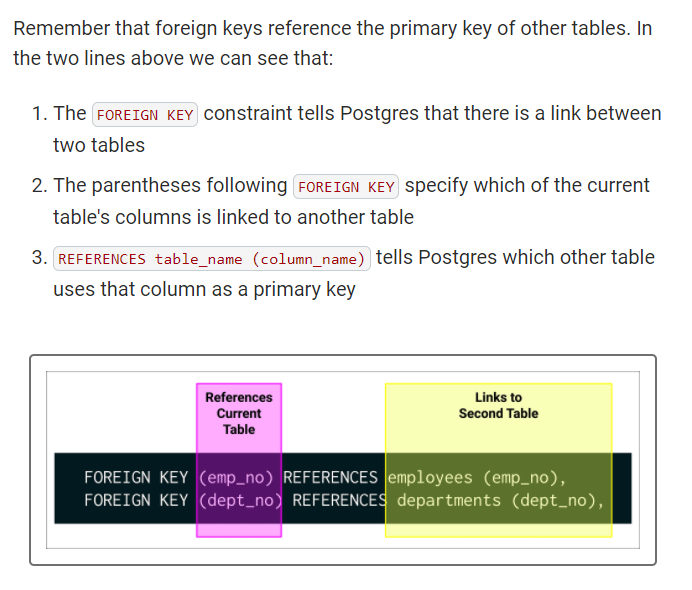 Remember that foreign keys reference the primary key of other tables. In
the two lines above we can see that:
1. The FOREIGN KEY constraint tells Postgres that there is a link between
two tables
2. The parentheses following FOREIGN KEY specify which of the current
table's columns is linked to another table
3. REFERENCES table_name (column_name) tells Postgres which other table
uses that column as a primary key
References
Current
Table
Links to
Second Table
FOREIGN KEY (emp_no) REFERENCES employees (emp_no),
FOREIGN KEY (dept_no) REFERENCES departments (dept_no),